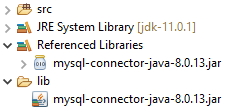 src
JRE System Library [jdk-11.0.1]
Referenced Libraries
mysql-connector-java-8.0.13.jar
lib
mysql-connector-java-8.0.13.jar